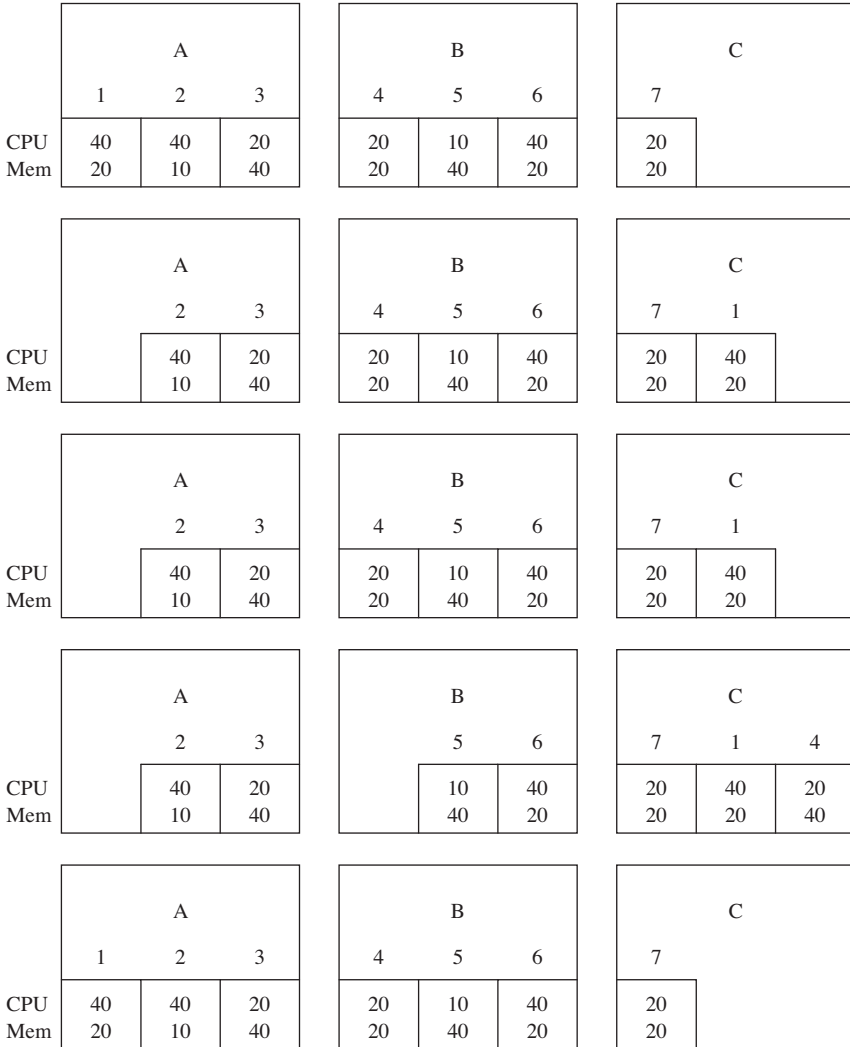 A B C
1 2 3 4 5 6 7
CPU 40 40 20 20 10 40 20
Mem 20 10 40 20 40 20 20
A B C
2 3 4 5 6 7 1
CPU 40 20 20 10 40 20 40
Mem 10 40 20 40 20 20 20
A B C
2 3 4 5 6 7 1
CPU 40 20 20 10 40 20 40
Mem 10 40 20 40 20 20 20
A B C
2 3 5 6 7 1 4
CPU 40 20 10 40 20 40 20
Mem 10 40 40 20 20 20 40
A B C
1 2 3 4 5 6 7
CPU 40 40 20 20 10 40 20
Mem 20 10 40 20 40 20 20